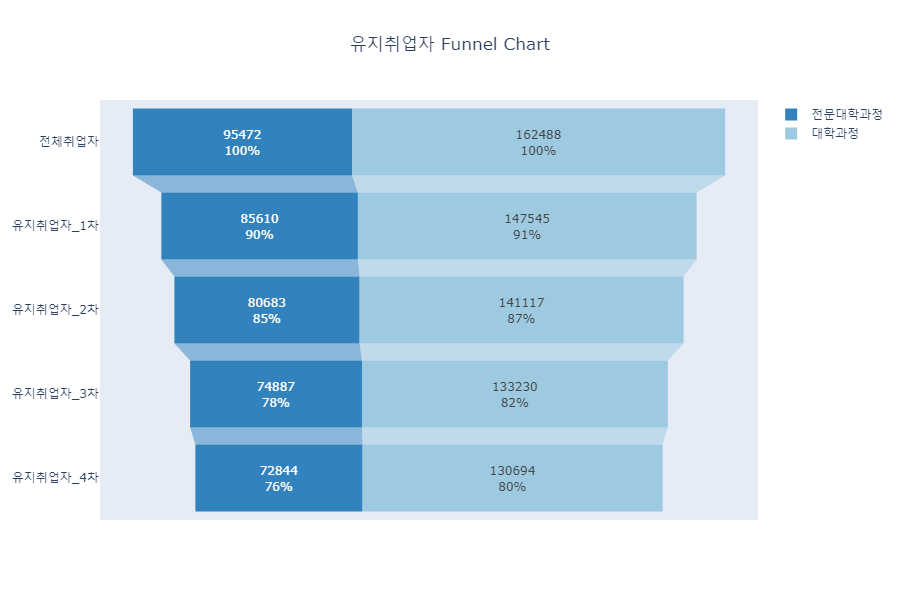 유지취업자 Funnel Chart
전문대학과정
대학과정
전체취업자
95472
100%
162488
100%
유지취업자_1차
85610
90%
147545
91%
유지취업자_2차
80683
85%
141117
87%
유지취업자_3차
74887
78%
133230
82%
유지취업자_4차
72844
76%
130694
80%